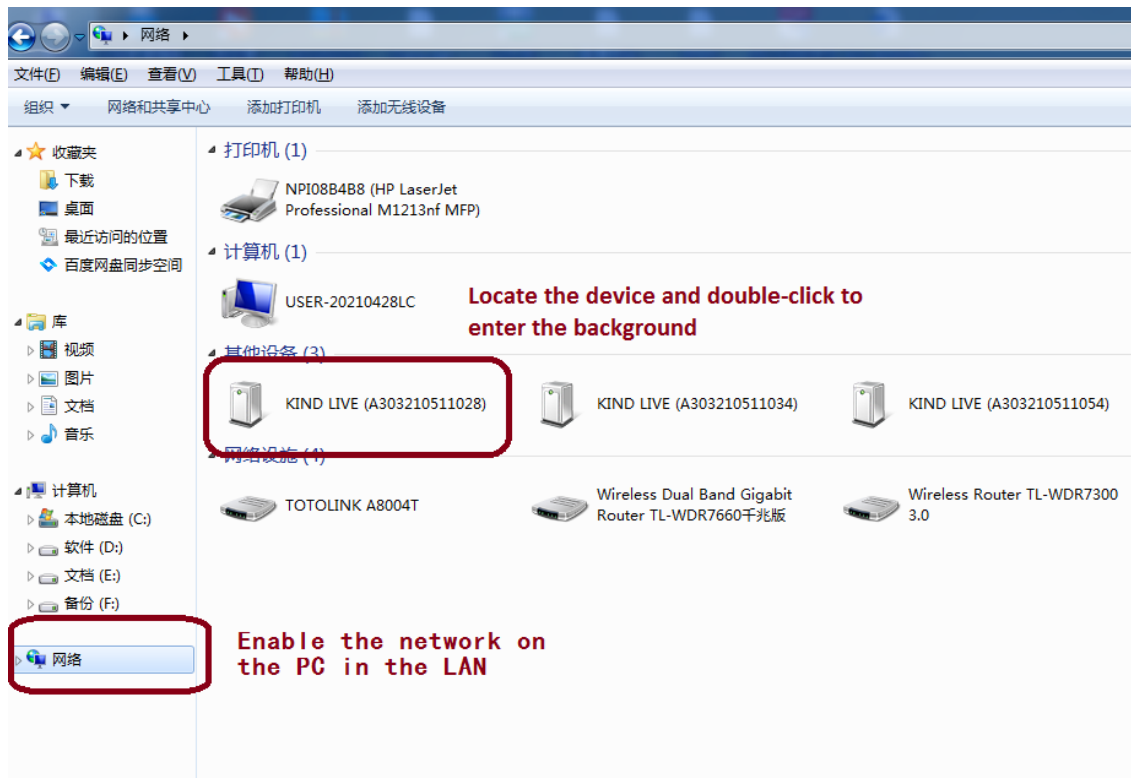 网络
文件(F) 编辑(E) 查看(V) 工具(T) 帮助(H)
组织 网络和共享中心 添加打印机 添加无线设备
收藏夹
下载
桌面
最近访问的位置
百度网盘同步空间
库
视频
图片
文档
音乐
计算机
本地磁盘 (C:)
软件 (D:)
文档 (E:)
备份 (F:)
网络
打印机 (1)
NPI08B4B8 (HP LaserJet
Professional M1213nf MFP)
计算机 (1)
USER-20210428LC
Locate the device and double-click to
enter the background
其他设备 (3)
KIND LIVE (A303210511028)
KIND LIVE (A303210511034)
KIND LIVE (A303210511054)
网络设施 (4)
TOTOLINK A8004T
Wireless Dual Band Gigabit
Router TL-WDR7660千兆版
Wireless Router TL-WDR7300
3.0
Enable the network on
the PC in the LAN